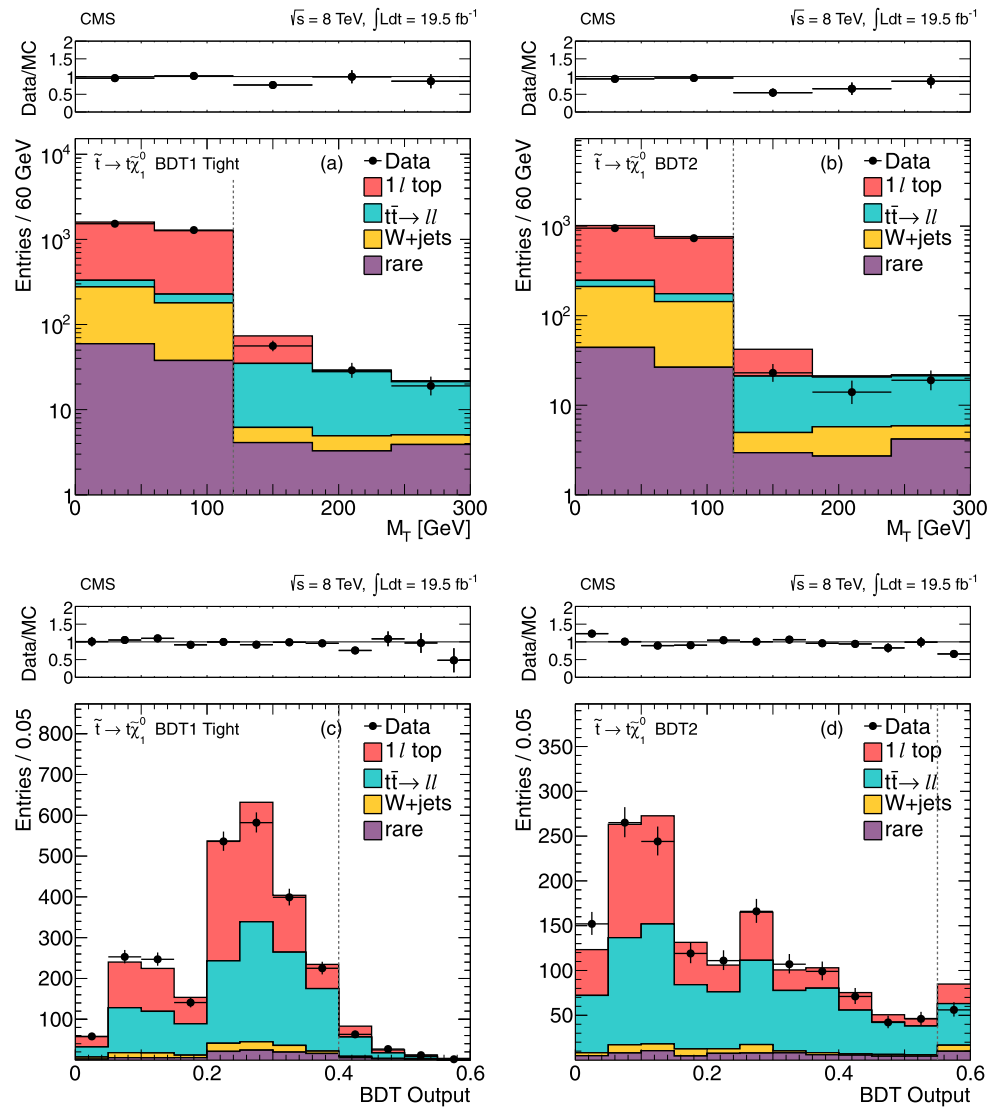 CMS √s = 8 TeV, ∫Ldt = 19.5 fb⁻¹
Data/MC
2
1.5
1
0.5
0
t̃ → tχ̃₁⁰ BDT1 Tight (a)
Data
1l top
tt̄→ ll
W+jets
rare
Entries / 60 GeV
10⁴
10³
10²
10
1
0 100 200 300
M_T [GeV]
CMS √s = 8 TeV, ∫Ldt = 19.5 fb⁻¹
Data/MC
2
1.5
1
0.5
0
t̃ → tχ̃₁⁰ BDT2 (b)
Data
1l top
tt̄→ ll
W+jets
rare
Entries / 60 GeV
10³
10²
10
1
0 100 200 300
M_T [GeV]
CMS √s = 8 TeV, ∫Ldt = 19.5 fb⁻¹
Data/MC
2
1.5
1
0.5
0
t̃ → tχ̃₁⁰ BDT1 Tight (c)
Data
1l top
tt̄→ ll
W+jets
rare
Entries / 0.05
800
700
600
500
400
300
200
100
0 0.2 0.4 0.6
BDT Output
CMS √s = 8 TeV, ∫Ldt = 19.5 fb⁻¹
Data/MC
2
1.5
1
0.5
0
t̃ → tχ̃₁⁰ BDT2 (d)
Data
1l top
tt̄→ ll
W+jets
rare
Entries / 0.05
350
300
250
200
150
100
50
0 0.2 0.4 0.6
BDT Output